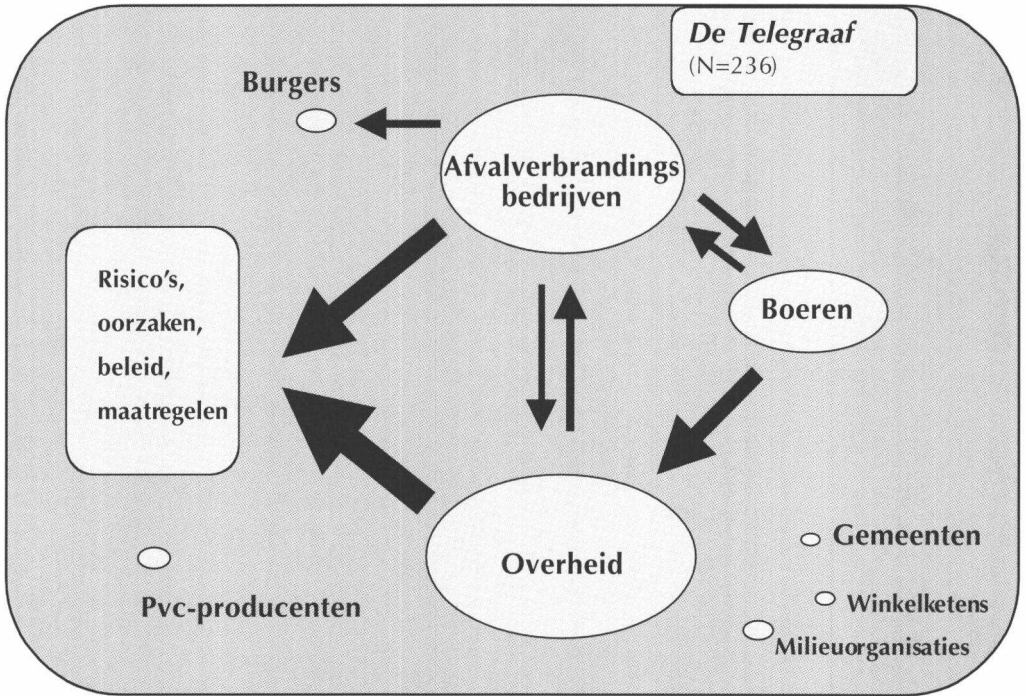 De Telegraaf
(N=236)
Burgers
Afvalverbrandings
bedrijven
Risico's,
oorzaken,
beleid,
maatregelen
Boeren
Overheid
Gemeenten
Pvc-producenten
Winkelketens
Milieuorganisaties